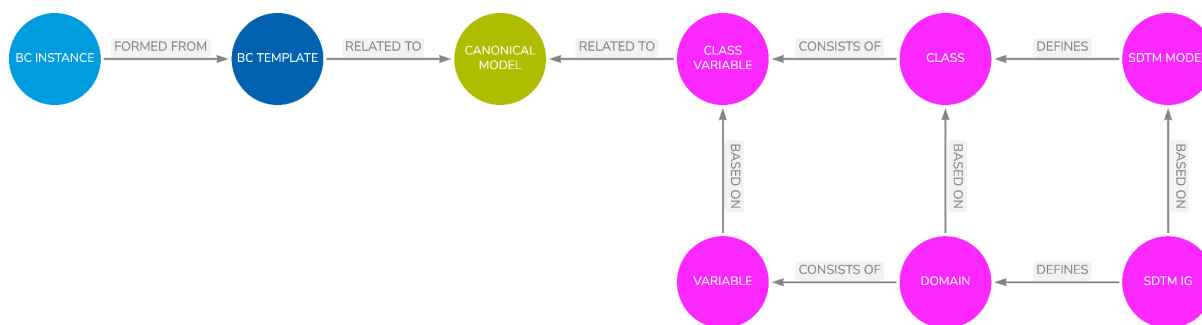 BC INSTANCE
FORMED FROM
BC TEMPLATE
RELATED TO
CANONICAL
MODEL
RELATED TO
CLASS
VARIABLE
CONSISTS OF
CLASS
DEFINES
SDTM MODEL
BASED ON
BASED ON
BASED ON
VARIABLE
CONSISTS OF
DOMAIN
DEFINES
SDTM IG